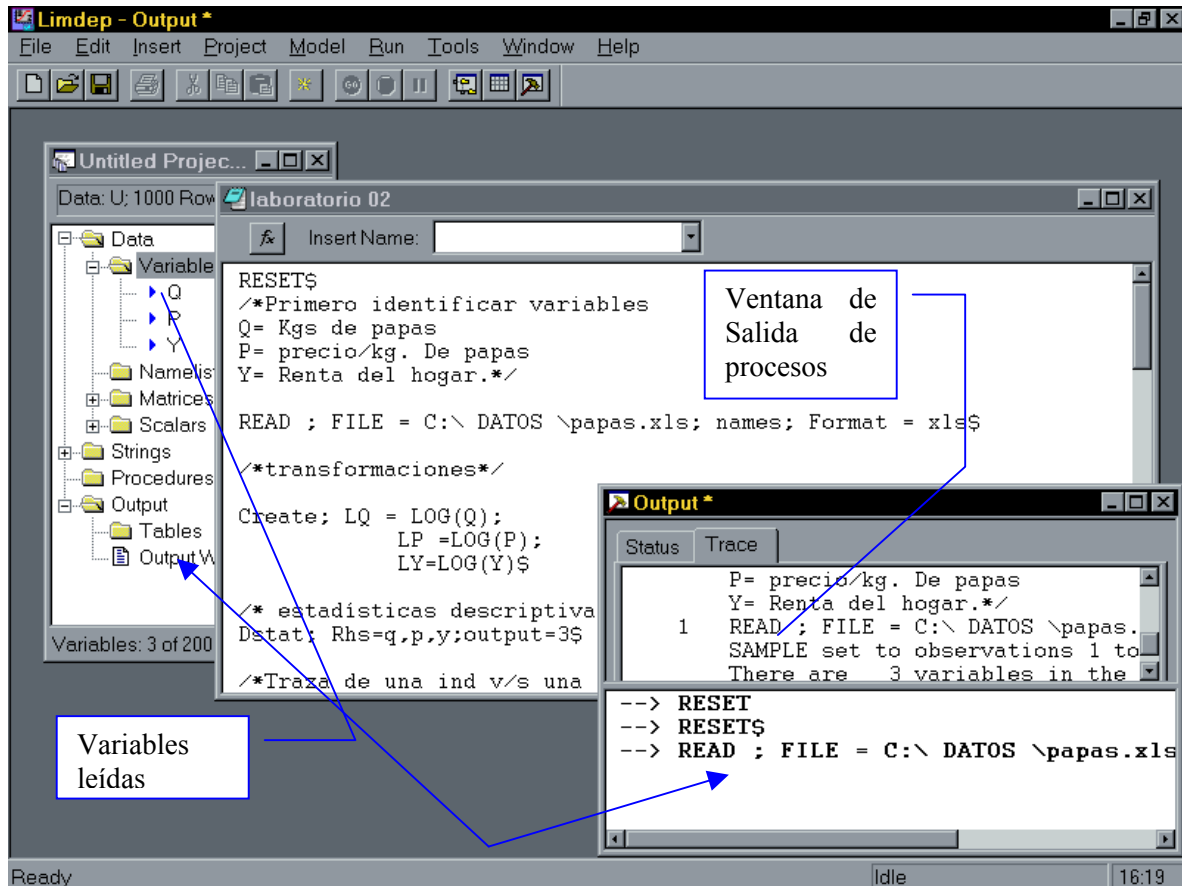 Limdep - Output *
File Edit Insert Project Model Run Tools Window Help
GO
Untitled Projec...
Data: U; 1000 Row
Data
Variable
Q
P
Y
Namelis
Matrices
Scalars
Strings
Procedures
Output
Tables
Output W
Variables: 3 of 200
laboratorio 02
fx Insert Name:
RESET$
/*Primero identificar variables
Q= Kgs de papas
P= precio/kg. De papas
Y= Renta del hogar.*/
READ ; FILE = C:\ DATOS \papas.xls; names; Format = xls$
/*transformaciones*/
Create; LQ = LOG(Q);
LP =LOG(P);
LY=LOG(Y)$
/* estadísticas descriptiva
Dstat; Rhs=q,p,y;output=3$
/*Traza de una ind v/s una
Ventana de
Salida de
procesos
Output *
Status Trace
P= precio/kg. De papas
Y= Renta del hogar.*/
1 READ ; FILE = C:\ DATOS \papas.
SAMPLE set to observations 1 to
There are 3 variables in the
--> RESET
--> RESET$
--> READ ; FILE = C:\ DATOS \papas.xls
Variables
leídas
Ready Idle 16:19